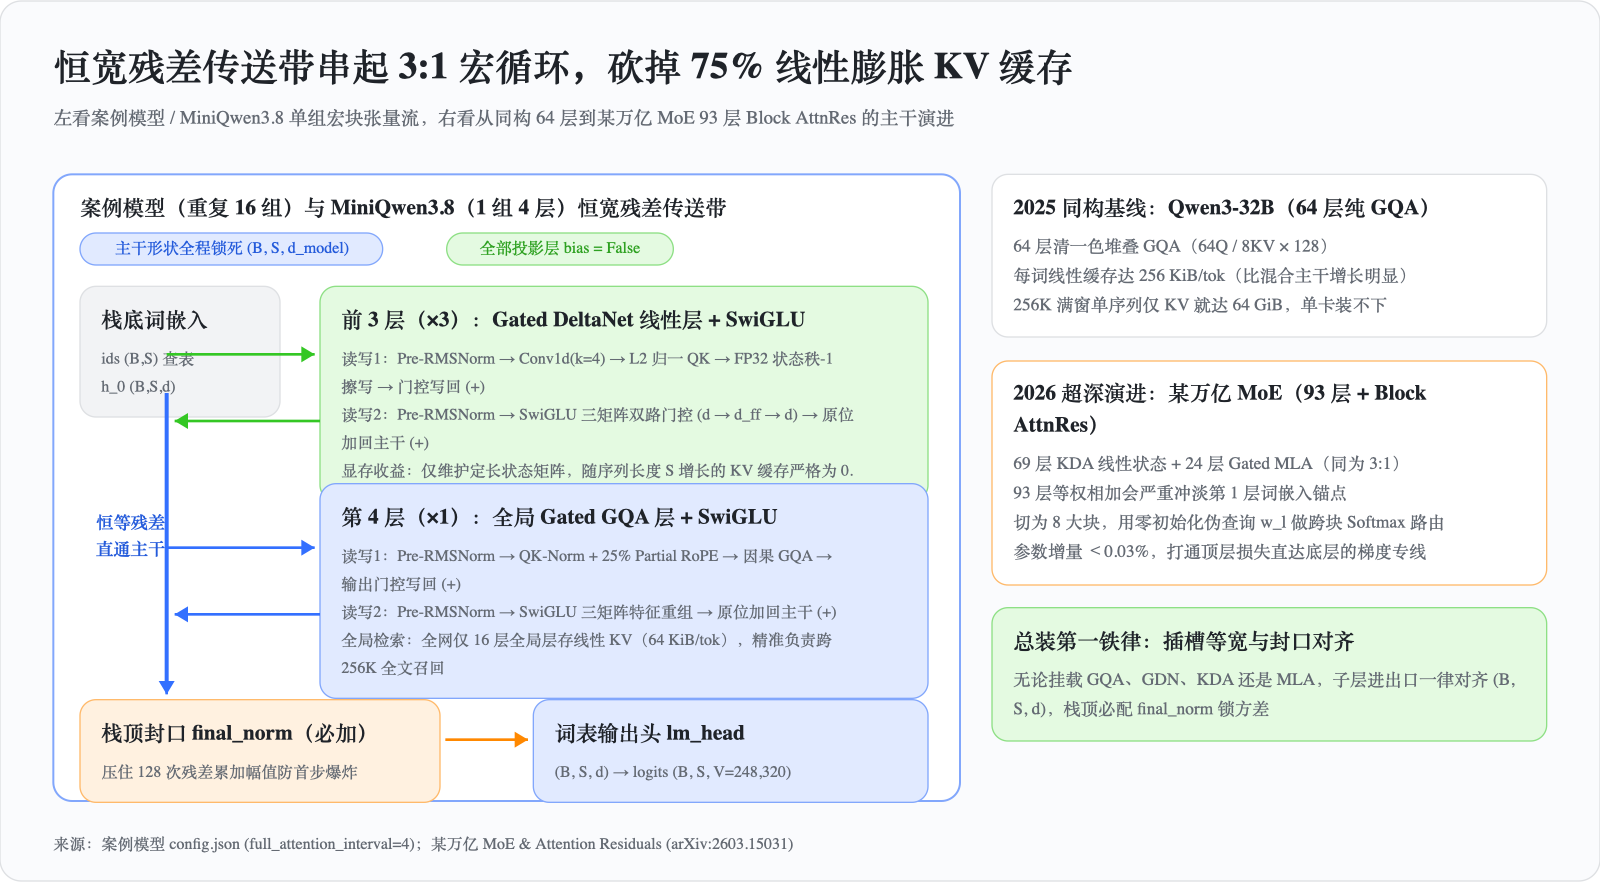 恒宽残差传送带串起 3:1 宏循环，砍掉 75% 线性膨胀 KV 缓存
左看案例模型 / MiniQwen3.8 单组宏块张量流，右看从同构 64 层到某万亿 MoE 93 层 Block AttnRes 的主干演进
案例模型（重复 16 组）与 MiniQwen3.8（1 组 4 层）恒宽残差传送带
主干形状全程锁死 (B, S, d_model)
全部投影层 bias = False
栈底词嵌入
ids (B,S) 查表
h_0 (B,S,d)
前 3 层（×3）：Gated DeltaNet 线性层 + SwiGLU
读写1：Pre-RMSNorm → Conv1d(k=4) → L2 归一 QK → FP32 状态秩-1
擦写 → 门控写回 (+)
读写2：Pre-RMSNorm → SwiGLU 三矩阵双路门控 (d → d_ff → d) → 原位
加回主干 (+)
显存收益：仅维护定长状态矩阵，随序列长度 S 增长的 KV 缓存严格为 0.
恒等残差
直通主干
第 4 层（×1）：全局 Gated GQA 层 + SwiGLU
读写1：Pre-RMSNorm → QK-Norm + 25% Partial RoPE → 因果 GQA →
输出门控写回 (+)
读写2：Pre-RMSNorm → SwiGLU 三矩阵特征重组 → 原位加回主干 (+)
全局检索：全网仅 16 层全局层存线性 KV（64 KiB/tok），精准负责跨
256K 全文召回
栈顶封口 final_norm（必加）
压住 128 次残差累加幅值防首步爆炸
词表输出头 lm_head
(B, S, d) → logits (B, S, V=248,320)
2025 同构基线：Qwen3-32B（64 层纯 GQA）
64 层清一色堆叠 GQA（64Q / 8KV × 128）
每词线性缓存达 256 KiB/tok（比混合主干增长明显）
256K 满窗单序列仅 KV 就达 64 GiB，单卡装不下
2026 超深演进：某万亿 MoE（93 层 + Block
AttnRes）
69 层 KDA 线性状态 + 24 层 Gated MLA（同为 3:1）
93 层等权相加会严重冲淡第 1 层词嵌入锚点
切为 8 大块，用零初始化伪查询 w_l 做跨块 Softmax 路由
参数增量 ＜0.03%，打通顶层损失直达底层的梯度专线
总装第一铁律：插槽等宽与封口对齐
无论挂载 GQA、GDN、KDA 还是 MLA，子层进出口一律对齐 (B,
S, d)，栈顶必配 final_norm 锁方差
来源：案例模型 config.json (full_attention_interval=4)；某万亿 MoE & Attention Residuals (arXiv:2603.15031)